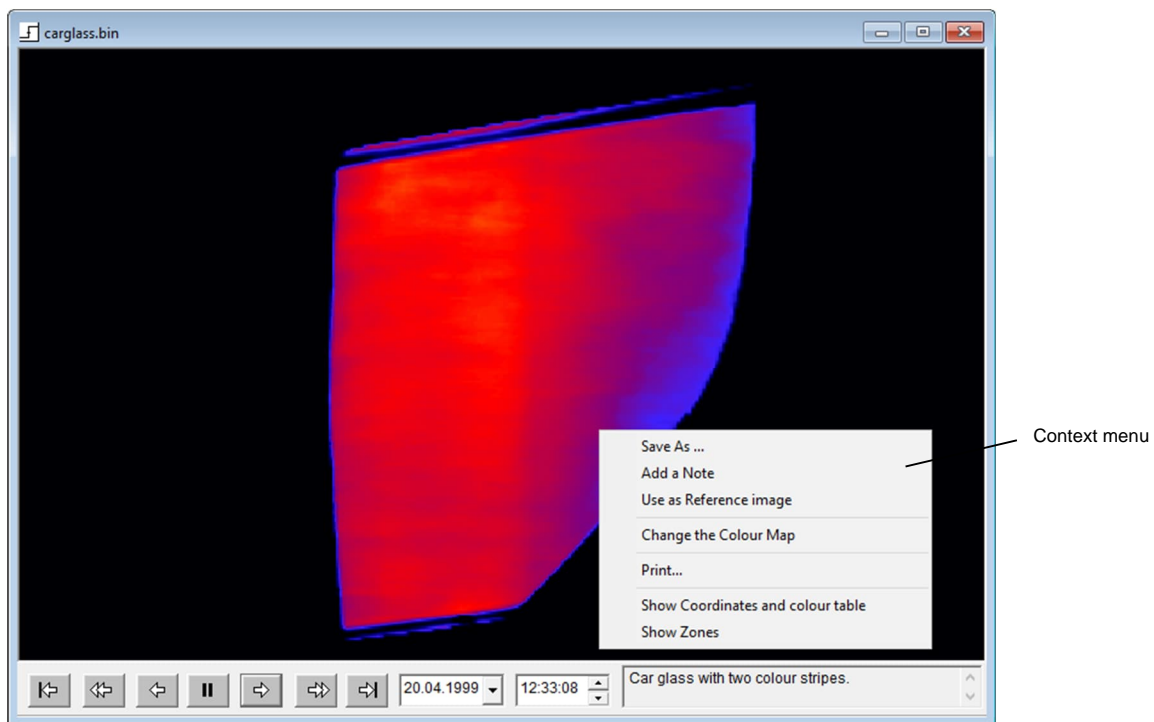 carglass.bin
Save As ...
Add a Note
Use as Reference image
Change the Colour Map
Print...
Show Coordinates and colour table
Show Zones
Context menu
20.04.1999
12:33:08
Car glass with two colour stripes.